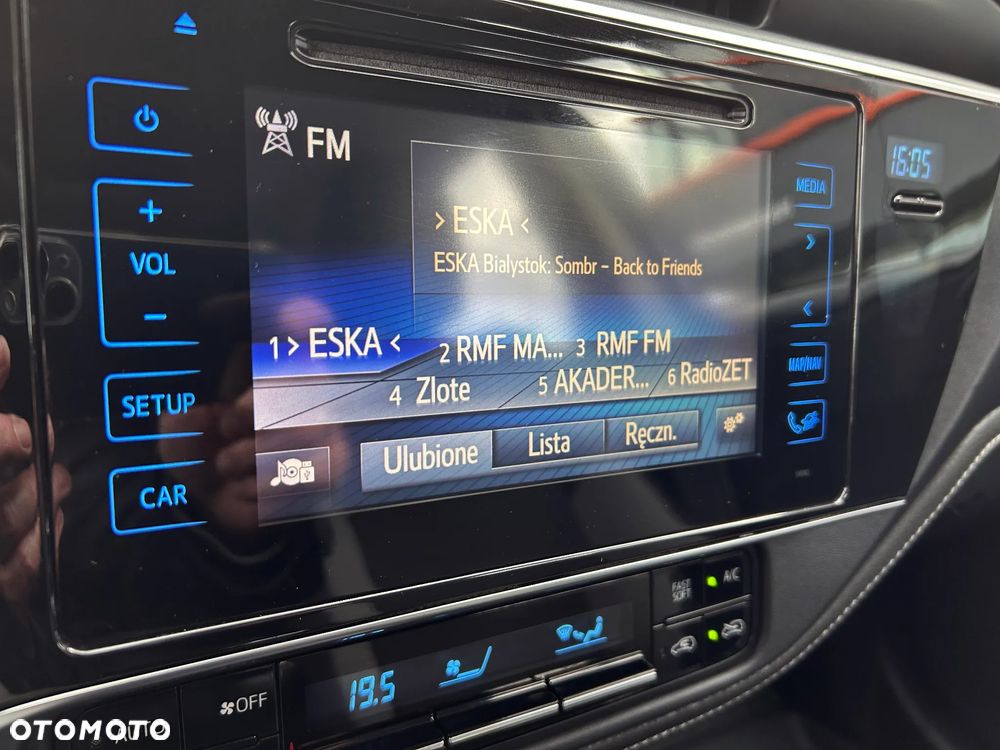 FM
16:05
MEDIA
> ESKA <
ESKA Bialystok: Sombr – Back to Friends
+
VOL
–
1 > ESKA <
2 RMF MA...
3 RMF FM
MAP/NAV
4 Zlote
5 AKADER...
6 RadioZET
SETUP
Ulubione
Lista
Ręczn.
CAR
FAST
SOFT
A/C
19.5
OFF
AUTO
OTOMOTO